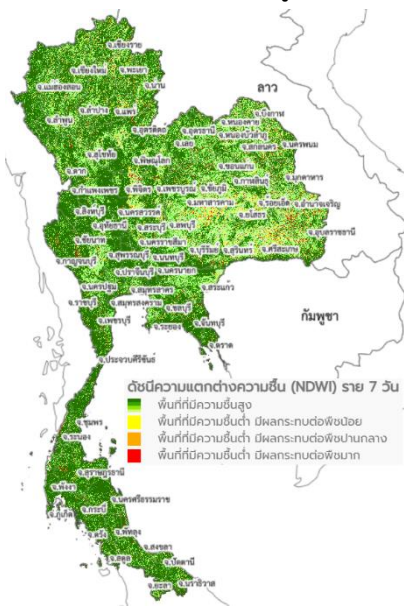 จ.เชียงราย
จ.เชียงใหม่
จ.พะเยา
จ.แม่ฮ่องสอน
จ.น่าน
ลาว
จ.ลำปาง
จ.แพร่
จ.บึงกาฬ
จ.ลำพูน
จ.หนองคาย
จ.อุตรดิตถ์
จ.อุดรธานี
จ.หนองบัวลำภู
จ.เลย
จ.สกลนคร
จ.นครพนม
จ.สุโขทัย
จ.พิษณุโลก
จ.ขอนแก่น
จ.ตาก
จ.กาฬสินธุ์
จ.มุกดาหาร
จ.กำแพงเพชร
จ.พิจิตร
จ.เพชรบูรณ์
จ.ชัยภูมิ
จ.มหาสารคาม
จ.ร้อยเอ็ด
จ.อำนาจเจริญ
จ.สิงห์บุรี
จ.นครสวรรค์
จ.ยโสธร
จ.อุทัยธานี
จ.สระบุรี
จ.ลพบุรี
จ.อุบลราชธานี
จ.ชัยนาท
จ.นครราชสีมา
จ.บุรีรัมย์
จ.สุรินทร์
จ.ศรีสะเกษ
จ.กาญจนบุรี
จ.สุพรรณบุรี
จ.นนทบุรี
จ.ปราจีนบุรี
จ.นครนายก
จ.นครปฐม
จ.สมุทรสาคร
จ.สระแก้ว
จ.ราชบุรี
จ.สมุทรสงคราม
จ.ชลบุรี
กัมพูชา
จ.เพชรบุรี
จ.ระยอง
จ.จันทบุรี
จ.ตราด
จ.ประจวบคีรีขันธ์
ดัชนีความแตกต่างความชื้น (NDWI) ราย 7 วัน
พื้นที่ที่มีความชื้นสูง
พื้นที่ที่มีความชื้นต่ำ มีผลกระทบต่อพืชน้อย
พื้นที่ที่มีความชื้นต่ำ มีผลกระทบต่อพืชปานกลาง
พื้นที่ที่มีความชื้นต่ำ มีผลกระทบต่อพืชมาก
จ.ชุมพร
จ.ระนอง
จ.สุราษฎร์ธานี
จ.พังงา
จ.นครศรีธรรมราช
จ.กระบี่
จ.ภูเก็ต
จ.ตรัง
จ.พัทลุง
จ.สงขลา
จ.สตูล
จ.ปัตตานี
จ.ยะลา
จ.นราธิวาส